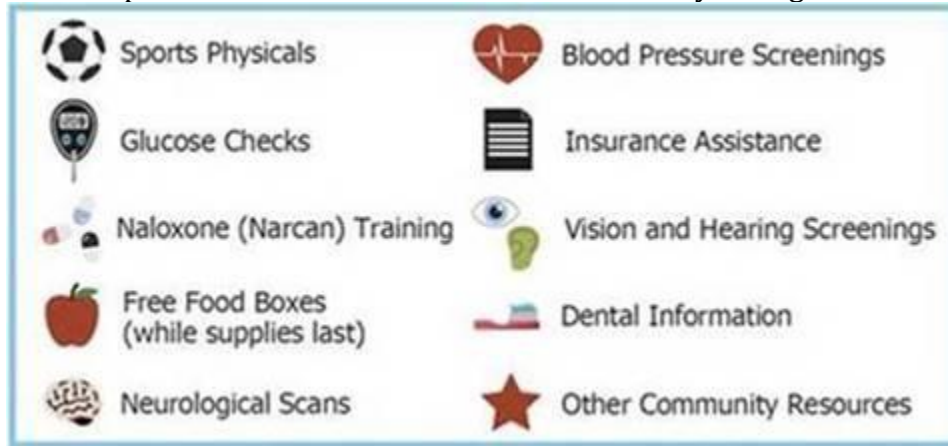 Sports Physicals
Glucose Checks
Naloxone (Narcan) Training
Free Food Boxes
(while supplies last)
Neurological Scans
Blood Pressure Screenings
Insurance Assistance
Vision and Hearing Screenings
Dental Information
Other Community Resources